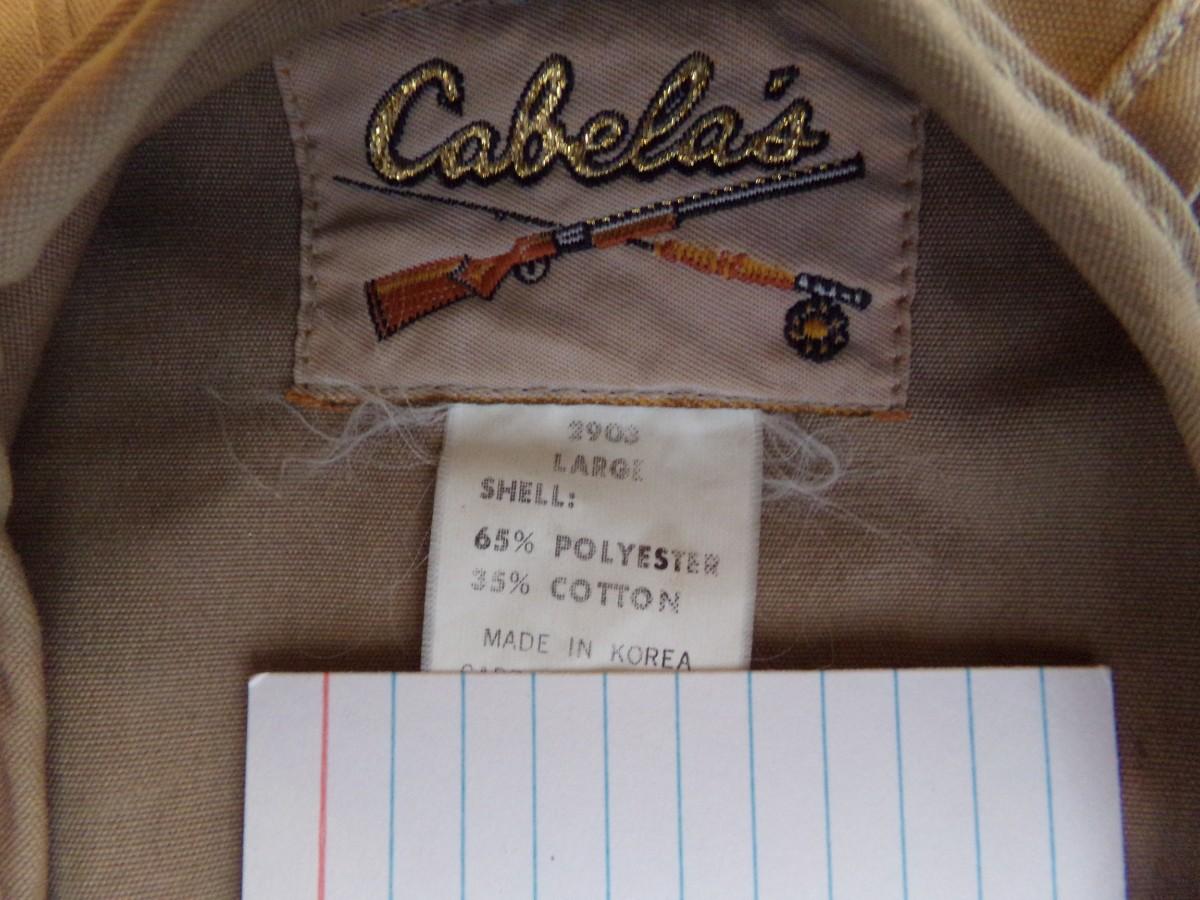 Cabela's
2903
LARGE
SHELL:
65% POLYESTER
35% COTTON
MADE IN KOREA